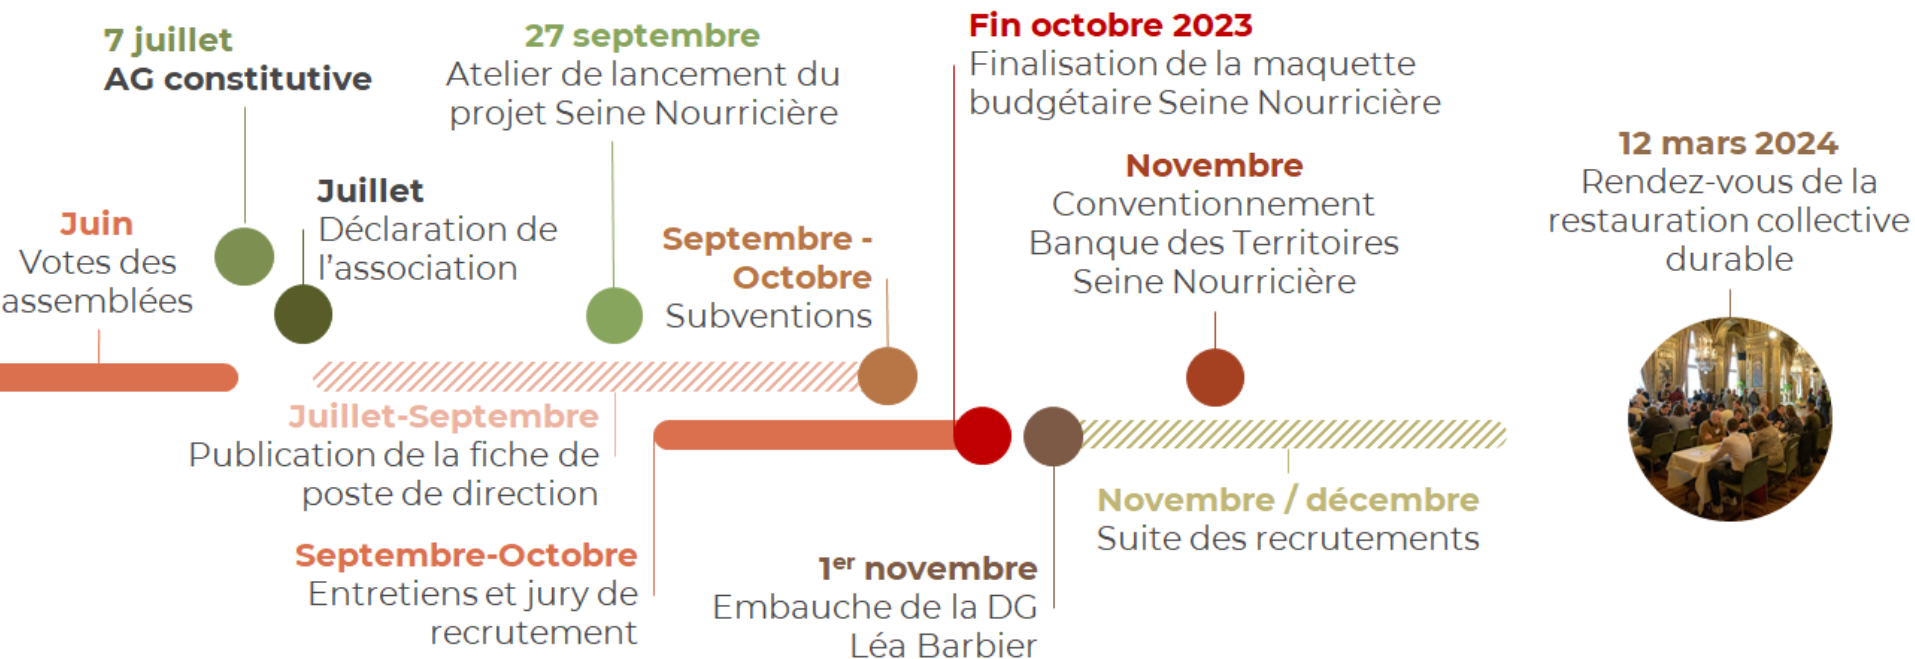 Juin
Votes des
assemblées
7 juillet
AG constitutive
Juillet
Déclaration de
l'association
Juillet-Septembre
Publication de la fiche de
poste de direction
27 septembre
Atelier de lancement du
projet Seine Nourricière
Septembre -
Octobre
Subventions
Septembre-Octobre
Entretiens et jury de
recrutement
Fin octobre 2023
Finalisation de la maquette
budgétaire Seine Nourricière
1er novembre
Embauche de la DG
Léa Barbier
Novembre
Conventionnement
Banque des Territoires
Seine Nourricière
Novembre / décembre
Suite des recrutements
12 mars 2024
Rendez-vous de la
restauration collective
durable